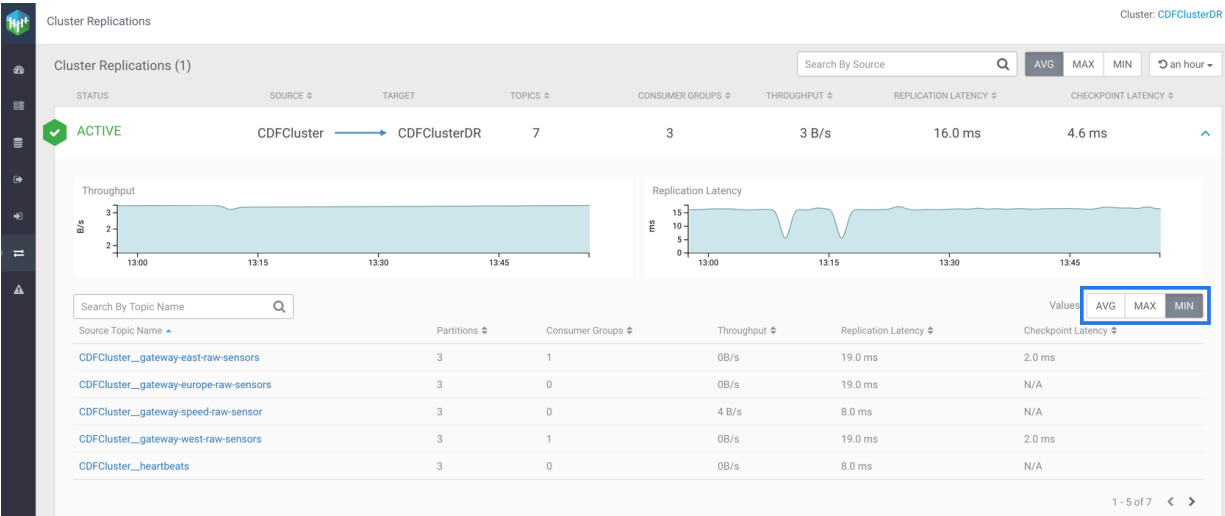 Cluster Replications
Cluster: CDFClusterDR
Cluster Replications (1)
Search By Source
AVG MAX MIN
an hour
STATUS SOURCE TARGET TOPICS CONSUMER GROUPS THROUGHPUT REPLICATION LATENCY CHECKPOINT LATENCY
ACTIVE CDFCluster CDFClusterDR 7 3 3 B/s 16.0 ms 4.6 ms
Throughput
B/s
3
2
2
13:00 13:15 13:30 13:45
Replication Latency
ms
15
10
5
0
13:00 13:15 13:30 13:45
Search By Topic Name
Values AVG MAX MIN
Source Topic Name Partitions Consumer Groups Throughput Replication Latency Checkpoint Latency
CDFCluster__gateway-east-raw-sensors 3 1 0B/s 19.0 ms 2.0 ms
CDFCluster__gateway-europe-raw-sensors 3 0 0B/s 19.0 ms N/A
CDFCluster__gateway-speed-raw-sensor 3 0 4 B/s 8.0 ms N/A
CDFCluster__gateway-west-raw-sensors 3 1 0B/s 19.0 ms 2.0 ms
CDFCluster__heartbeats 3 0 0B/s 8.0 ms N/A
1 - 5 of 7